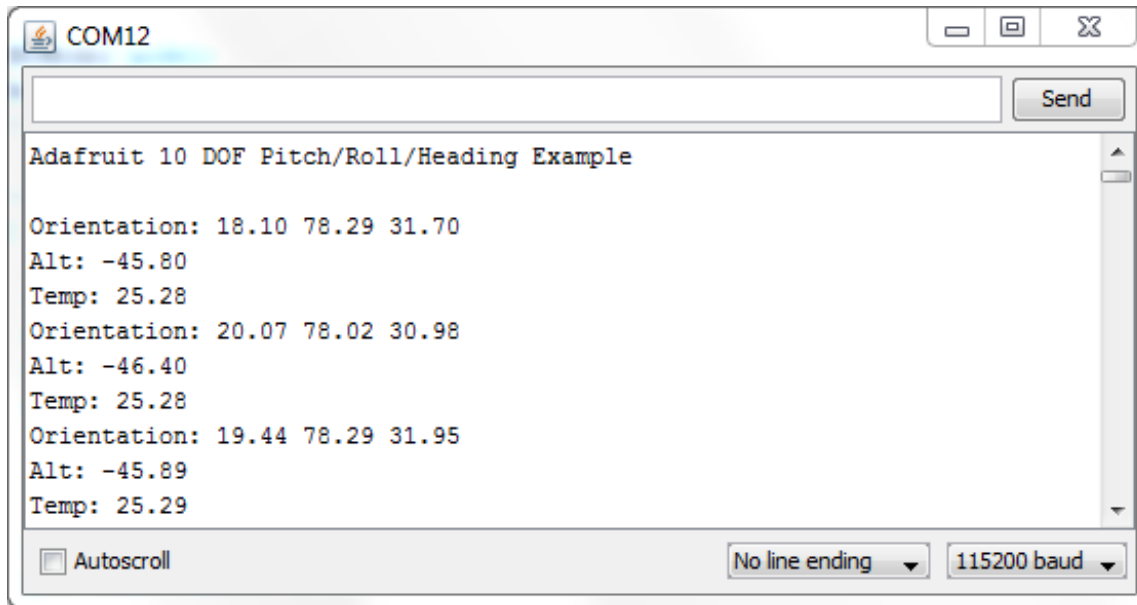 COM12
Send
Adafruit 10 DOF Pitch/Roll/Heading Example
Orientation: 18.10 78.29 31.70
Alt: -45.80
Temp: 25.28
Orientation: 20.07 78.02 30.98
Alt: -46.40
Temp: 25.28
Orientation: 19.44 78.29 31.95
Alt: -45.89
Temp: 25.29
Autoscroll
No line ending
115200 baud